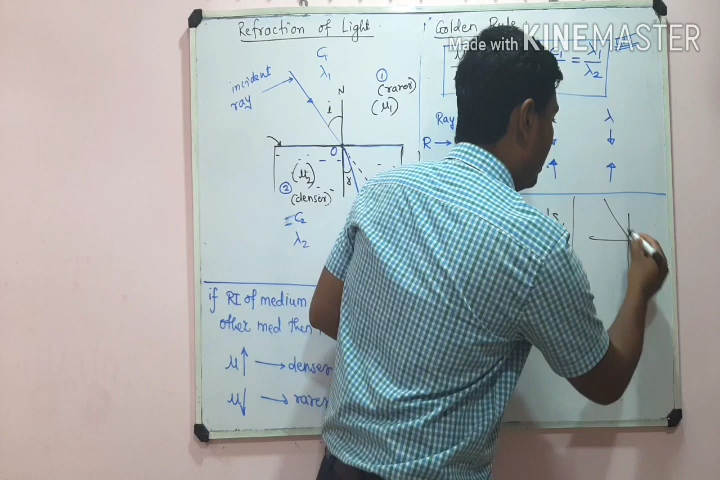 Refraction of Light
C1
λ1
incident
ray
i
N
①
(rarer)
(μ1)
O
(μ2)
②
(denser)
r
C2
λ2
if RI of medium
other med then
μ↑ → denser
μ↓ → rarer
Golden Rule
Made with KINEMASTER
= λ1/λ2
Ray
λ
R →